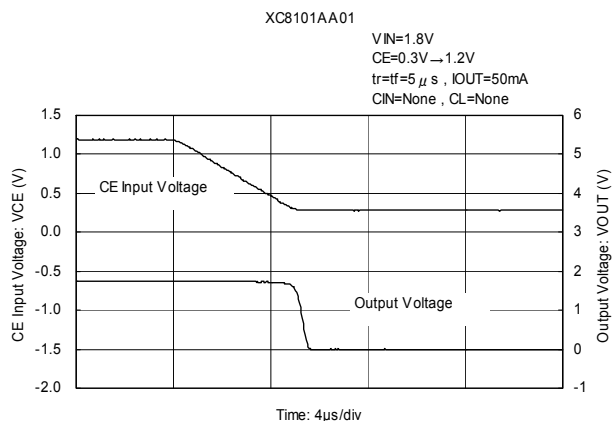 XC8101AA01
VIN=1.8V
CE=0.3V→1.2V
tr=tf=5μs , IOUT=50mA
CIN=None , CL=None
CE Input Voltage: VCE (V)
1.5
1.0
0.5
0.0
-0.5
-1.0
-1.5
-2.0
CE Input Voltage
Output Voltage
6
5
4
3
2
1
0
-1
Output Voltage: VOUT (V)
Time: 4μs/div